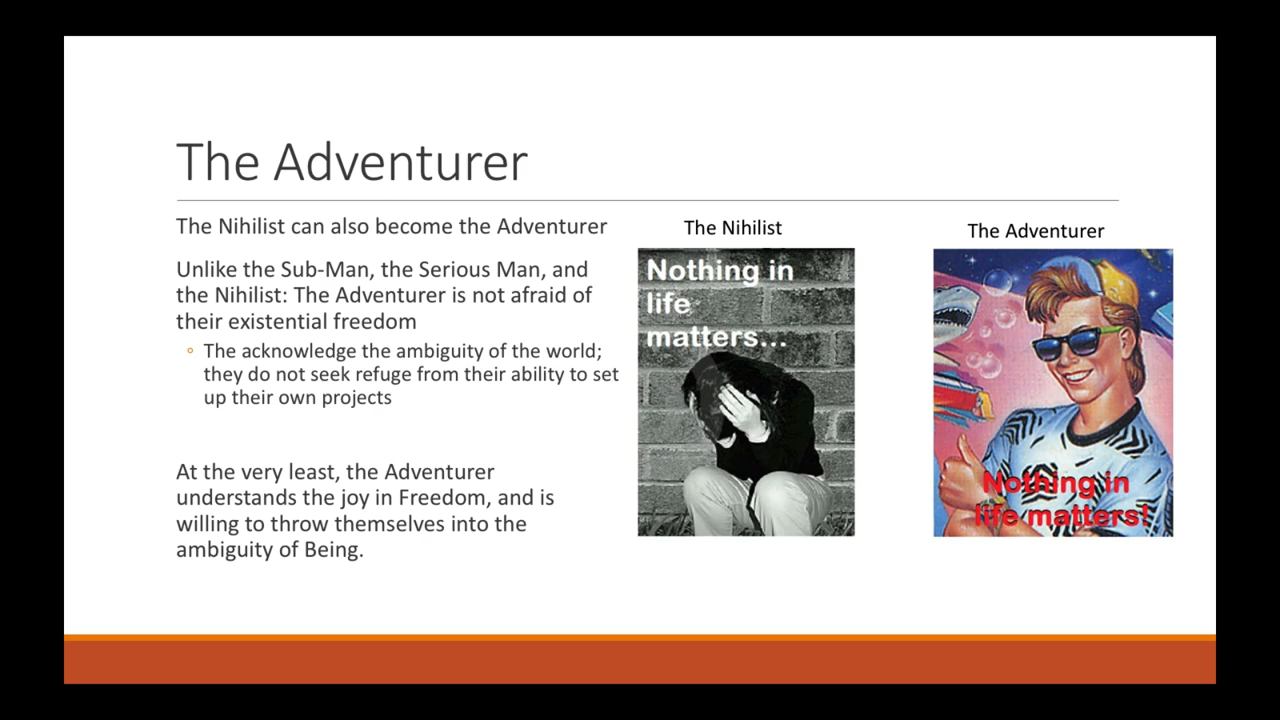 The Adventurer
The Nihilist can also become the Adventurer
Unlike the Sub-Man, the Serious Man, and
the Nihilist: The Adventurer is not afraid of
their existential freedom
The acknowledge the ambiguity of the world;
they do not seek refuge from their ability to set
up their own projects
At the very least, the Adventurer
understands the joy in Freedom, and is
willing to throw themselves into the
ambiguity of Being.
The Nihilist
Nothing in
life
matters...
The Adventurer
Nothing in
life matters!